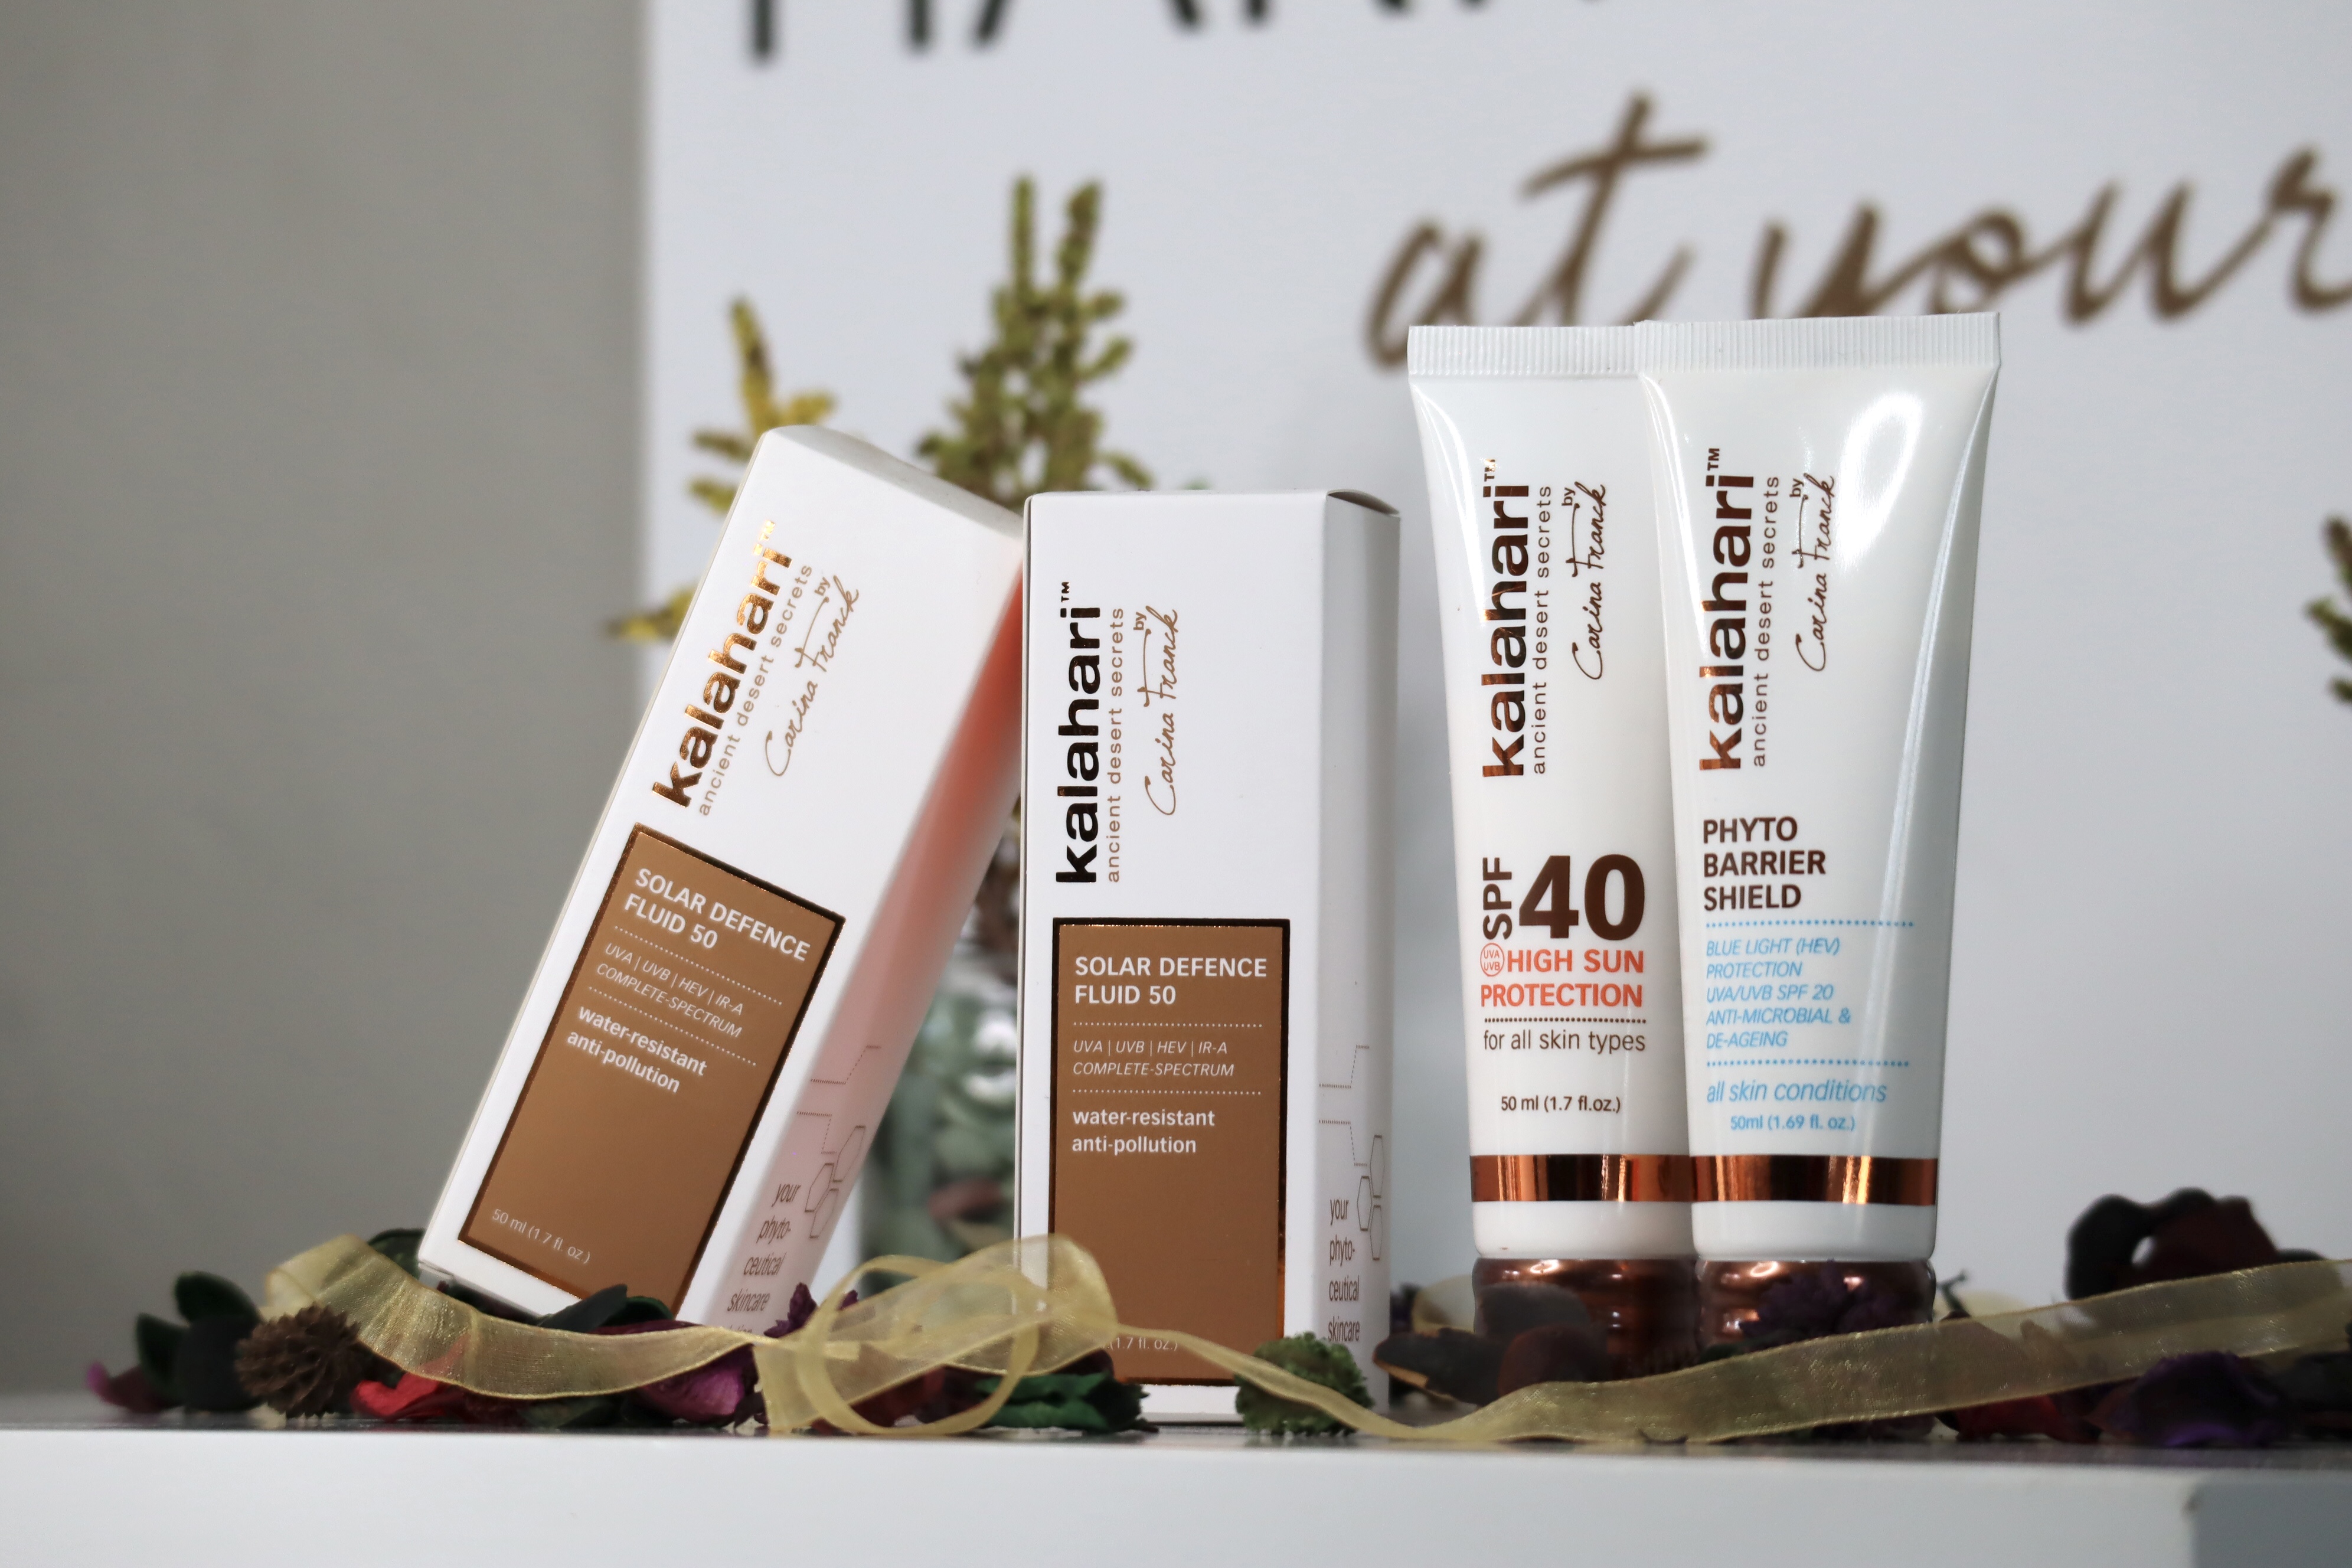 at your
kalahari™
ancient desert secrets
by
Carina Franck
SOLAR DEFENCE
FLUID 50
UVA | UVB | HEV | IR-A
COMPLETE-SPECTRUM
water-resistant
anti-pollution
50 ml (1.7 fl. oz.)
your
phyto-
ceutical
skincare
kalahari™
ancient desert secrets
by
Carina Franck
SOLAR DEFENCE
FLUID 50
UVA | UVB | HEV | IR-A
COMPLETE-SPECTRUM
water-resistant
anti-pollution
(1.7 fl. oz.)
your
phyto-
ceutical
skincare
kalahari™
ancient desert secrets
by
Carina Franck
SPF 40
UVA
UVB
HIGH SUN
PROTECTION
for all skin types
50 ml (1.7 fl.oz.)
kalahari™
ancient desert secrets
by
Carina Franck
PHYTO
BARRIER
SHIELD
BLUE LIGHT (HEV)
PROTECTION
UVA/UVB SPF 20
ANTI-MICROBIAL &
DE-AGEING
all skin conditions
50ml (1.69 fl. oz.)